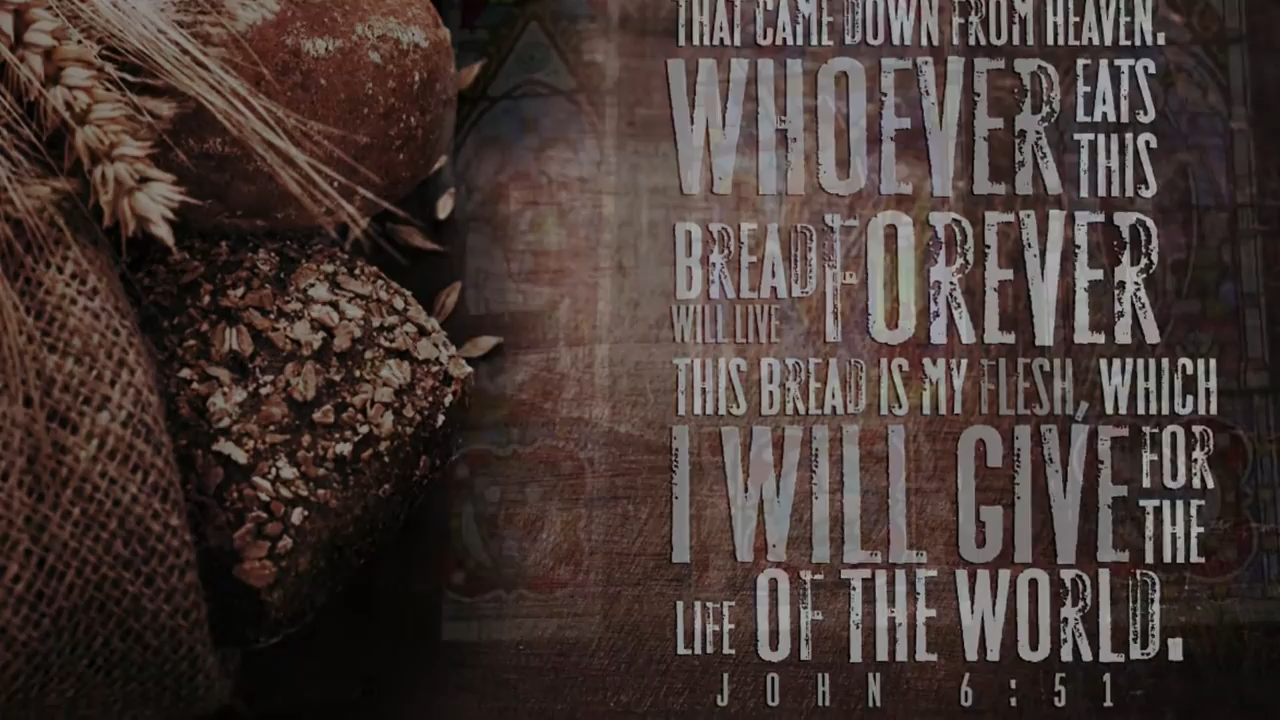 THAT CAME DOWN FROM HEAVEN.
WHOEVER EATS THIS
BREAD WILL LIVE FOREVER
THIS BREAD IS MY FLESH, WHICH
I WILL GIVE FOR THE
LIFE OF THE WORLD.
JOHN 6:51